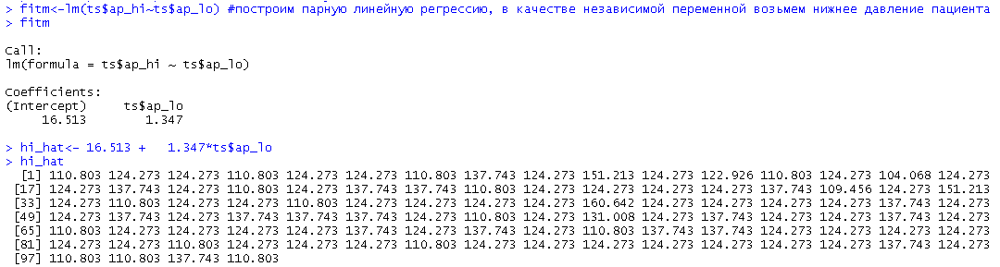 > fitm<-lm(ts$ap_hi~ts$ap_lo) #построим парную линейную регрессию, в качестве независимой переменной возьмем нижнее давление пациента
> fitm
Call:
lm(formula = ts$ap_hi ~ ts$ap_lo)
Coefficients:
(Intercept)     ts$ap_lo
     16.513        1.347
> hi_hat<- 16.513 +   1.347*ts$ap_lo
> hi_hat
  [1] 110.803 124.273 124.273 110.803 124.273 124.273 110.803 137.743 124.273 151.213 124.273 122.926 110.803 124.273 104.068 124.273
 [17] 124.273 137.743 124.273 110.803 124.273 137.743 137.743 110.803 124.273 124.273 124.273 124.273 137.743 109.456 124.273 151.213
 [33] 124.273 110.803 124.273 124.273 110.803 124.273 124.273 124.273 124.273 160.642 124.273 124.273 124.273 124.273 137.743 124.273
 [49] 124.273 137.743 124.273 137.743 137.743 137.743 124.273 110.803 124.273 131.008 124.273 137.743 124.273 124.273 124.273 124.273
 [65] 110.803 124.273 124.273 124.273 137.743 124.273 137.743 124.273 110.803 137.743 137.743 124.273 124.273 124.273 124.273 124.273
 [81] 124.273 124.273 110.803 124.273 124.273 124.273 110.803 124.273 124.273 124.273 124.273 124.273 124.273 124.273 137.743 124.273
 [97] 110.803 110.803 137.743 110.803